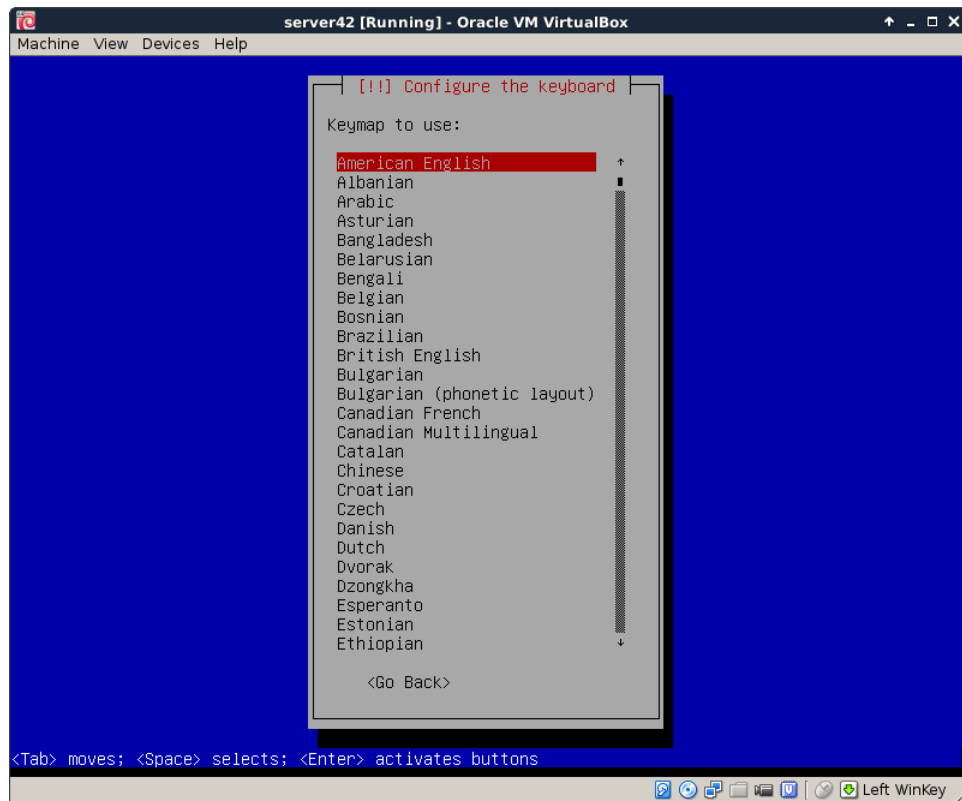 server42 [Running] - Oracle VM VirtualBox
Machine View Devices Help
[!!] Configure the keyboard
Keymap to use:
American English
Albanian
Arabic
Asturian
Bangladesh
Belarusian
Bengali
Belgian
Bosnian
Brazilian
British English
Bulgarian
Bulgarian (phonetic layout)
Canadian French
Canadian Multilingual
Catalan
Chinese
Croatian
Czech
Danish
Dutch
Dvorak
Dzongkha
Esperanto
Estonian
Ethiopian
<Go Back>
<Tab> moves; <Space> selects; <Enter> activates buttons
Left WinKey